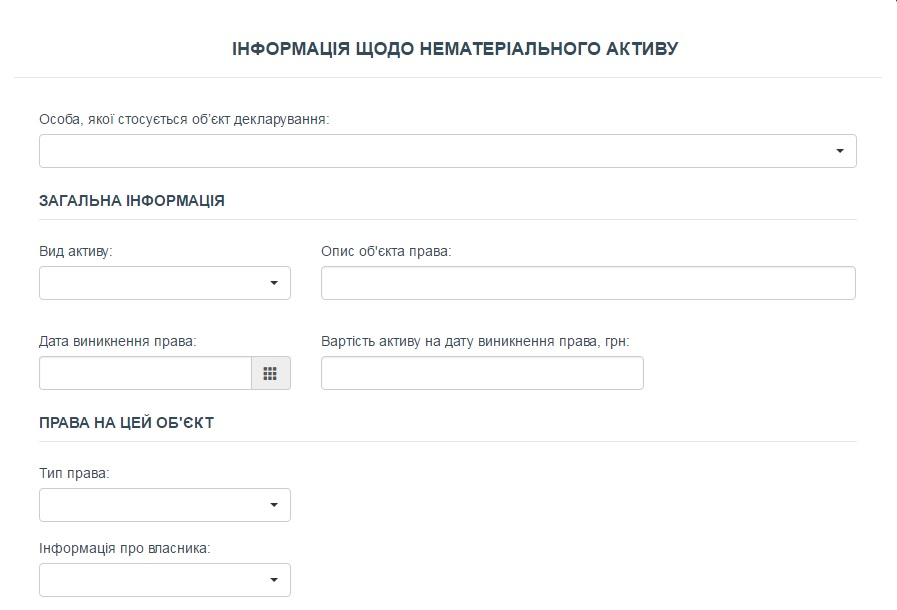 ІНФОРМАЦІЯ ЩОДО НЕМАТЕРІАЛЬНОГО АКТИВУ
Особа, якої стосується об'єкт декларування:
ЗАГАЛЬНА ІНФОРМАЦІЯ
Вид активу:
Опис об'єкта права:
Дата виникнення права:
Вартість активу на дату виникнення права, грн:
ПРАВА НА ЦЕЙ ОБ'ЄКТ
Тип права:
Інформація про власника: